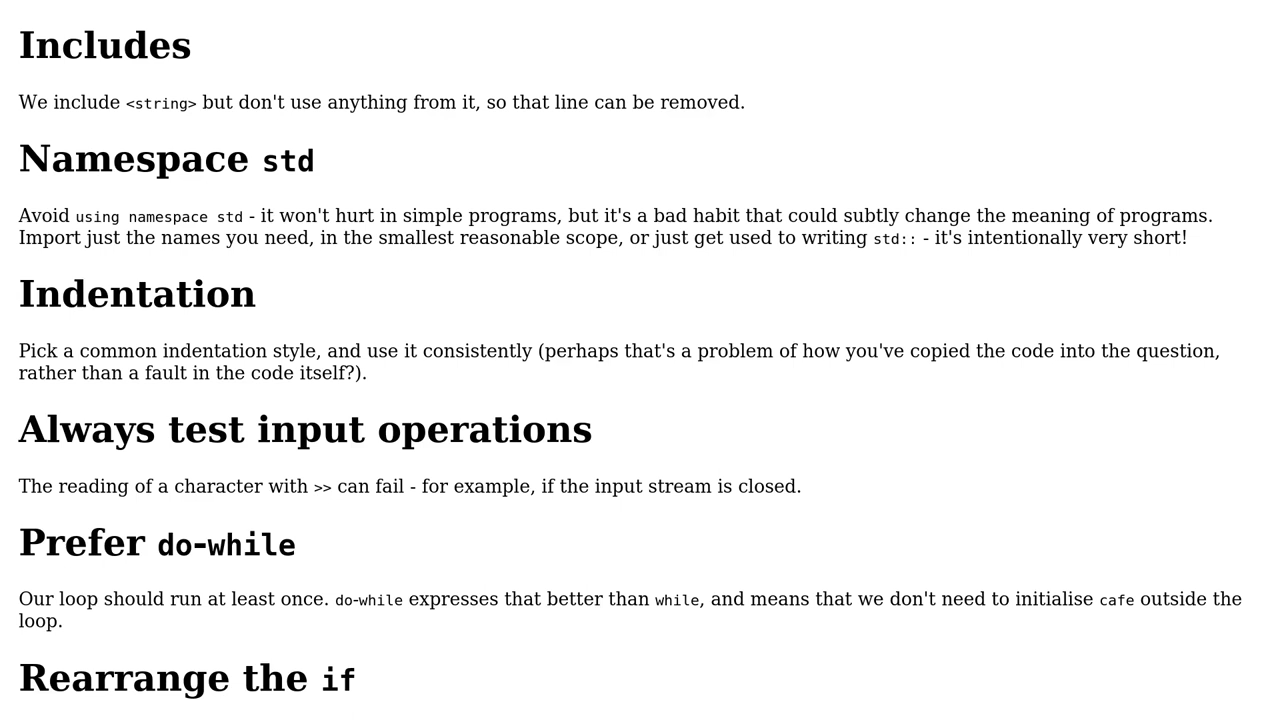 Includes
We include <string> but don't use anything from it, so that line can be removed.
Namespace std
Avoid using namespace std - it won't hurt in simple programs, but it's a bad habit that could subtly change the meaning of programs.
Import just the names you need, in the smallest reasonable scope, or just get used to writing std:: - it's intentionally very short!
Indentation
Pick a common indentation style, and use it consistently (perhaps that's a problem of how you've copied the code into the question,
rather than a fault in the code itself?).
Always test input operations
The reading of a character with >> can fail - for example, if the input stream is closed.
Prefer do-while
Our loop should run at least once. do-while expresses that better than while, and means that we don't need to initialise cafe outside the
loop.
Rearrange the if